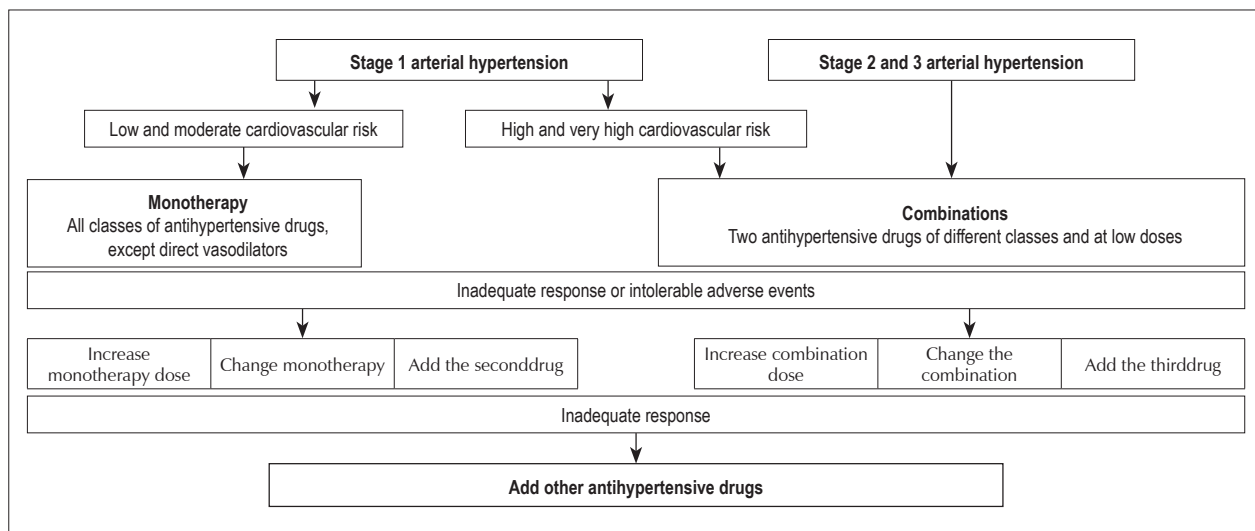 Stage 1 arterial hypertension
Stage 2 and 3 arterial hypertension
Low and moderate cardiovascular risk
High and very high cardiovascular risk
Monotherapy
All classes of antihypertensive drugs,
except direct vasodilators
Combinations
Two antihypertensive drugs of different classes and at low doses
Inadequate response or intolerable adverse events
Increase
monotherapy dose
Change monotherapy
Add the seconddrug
Increase combination
dose
Change the
combination
Add the thirddrug
Inadequate response
Add other antihypertensive drugs